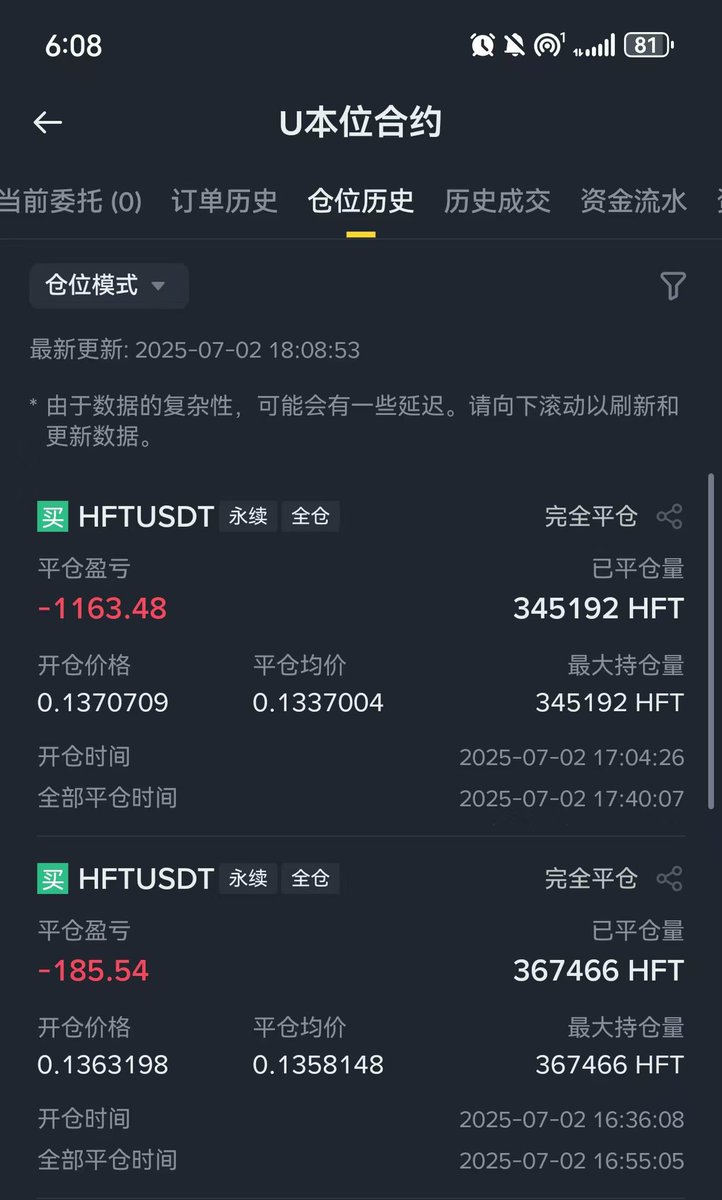 6:08
1
81
U本位合约
当前委托 (0) 订单历史 仓位历史 历史成交 资金流水
仓位模式
最新更新: 2025-07-02 18:08:53
* 由于数据的复杂性，可能会有一些延迟。请向下滚动以刷新和
更新数据。
买 HFTUSDT 永续 全仓 完全平仓
平仓盈亏 已平仓量
-1163.48 345192 HFT
开仓价格 平仓均价 最大持仓量
0.1370709 0.1337004 345192 HFT
开仓时间 2025-07-02 17:04:26
全部平仓时间 2025-07-02 17:40:07
买 HFTUSDT 永续 全仓 完全平仓
平仓盈亏 已平仓量
-185.54 367466 HFT
开仓价格 平仓均价 最大持仓量
0.1363198 0.1358148 367466 HFT
开仓时间 2025-07-02 16:36:08
全部平仓时间 2025-07-02 16:55:05